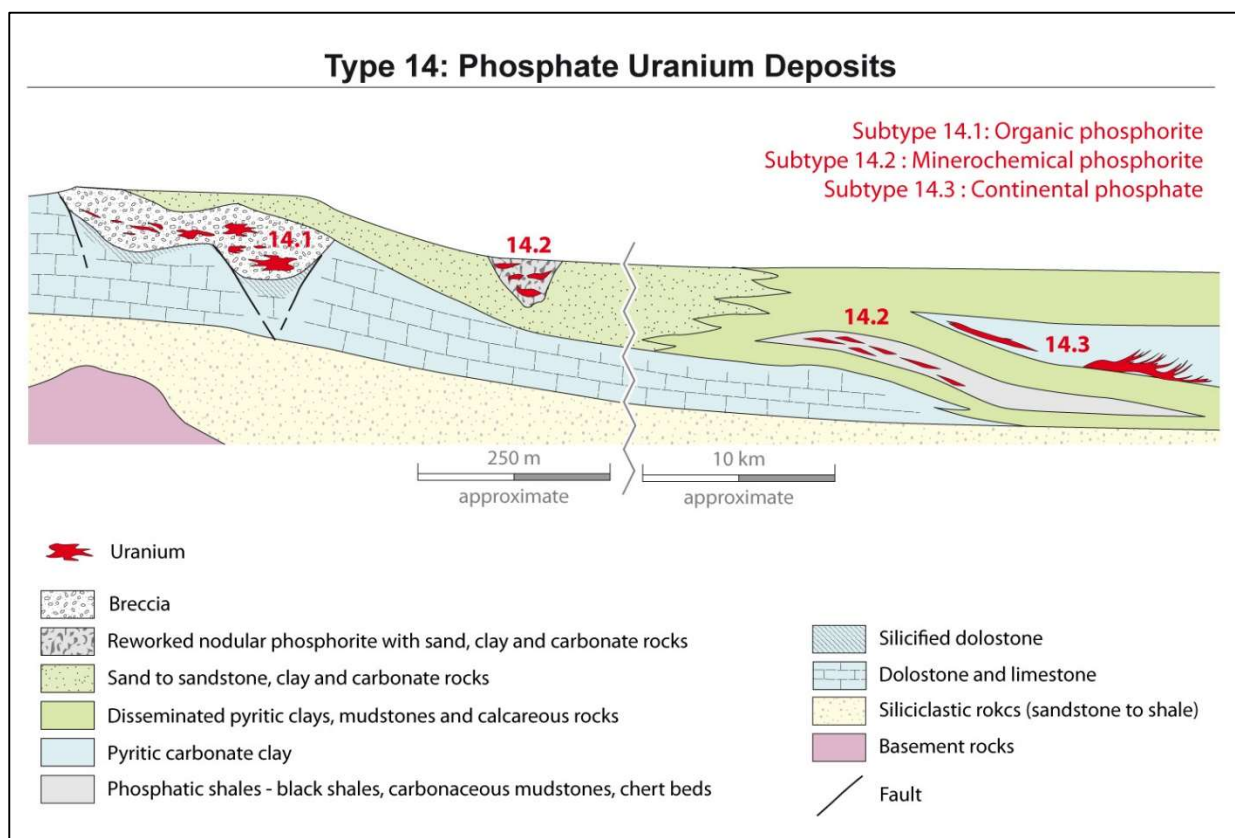 Type 14: Phosphate Uranium Deposits
Subtype 14.1: Organic phosphorite
Subtype 14.2 : Minerochemical phosphorite
Subtype 14.3 : Continental phosphate
14.1
14.2
14.2
14.3
250 m
approximate
10 km
approximate
Uranium
Breccia
Reworked nodular phosphorite with sand, clay and carbonate rocks
Sand to sandstone, clay and carbonate rocks
Disseminated pyritic clays, mudstones and calcareous rocks
Pyritic carbonate clay
Phosphatic shales - black shales, carbonaceous mudstones, chert beds
Silicified dolostone
Dolostone and limestone
Siliciclastic rokcs (sandstone to shale)
Basement rocks
Fault